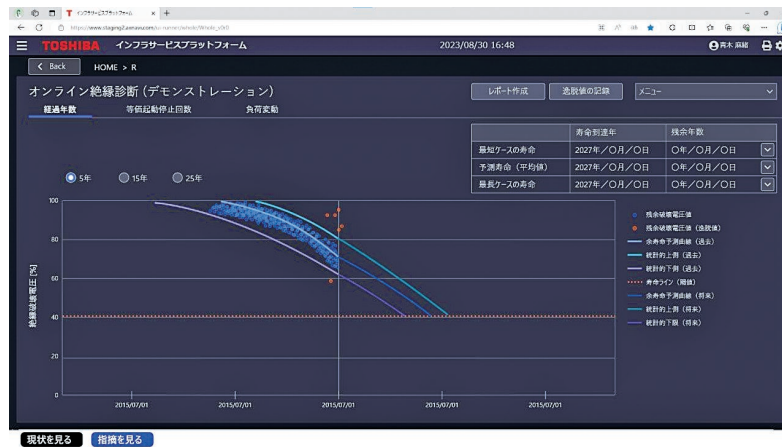 インフラサービスプラットフォーム
TOSHIBA インフラサービスプラットフォーム 2023/08/30 16:48 青木 麻緒
Back HOME > R
オンライン絶縁診断(デモンストレーション) レポート作成 逸脱値の記録 メニュー
経過年数 等価起動停止回数 負荷変動
寿命到達年 残余年数
最短ケースの寿命 2027年/〇月/〇日 〇年/〇月/〇日
予測寿命(平均値) 2027年/〇月/〇日 〇年/〇月/〇日
最長ケースの寿命 2027年/〇月/〇日 〇年/〇月/〇日
5年 15年 25年
絶縁破壊電圧 [%]
100
80
60
40
20
0
2015/07/01 2015/07/01 2015/07/01 2015/07/01 2015/07/01
残余破壊電圧値
残余破壊電圧値(逸脱値)
余寿命予測曲線(過去)
統計的上側(過去)
統計的下側(過去)
寿命ライン(閾値)
余寿命予測曲線(将来)
統計的上側(将来)
統計的下限(将来)
現状を見る 指摘を見る